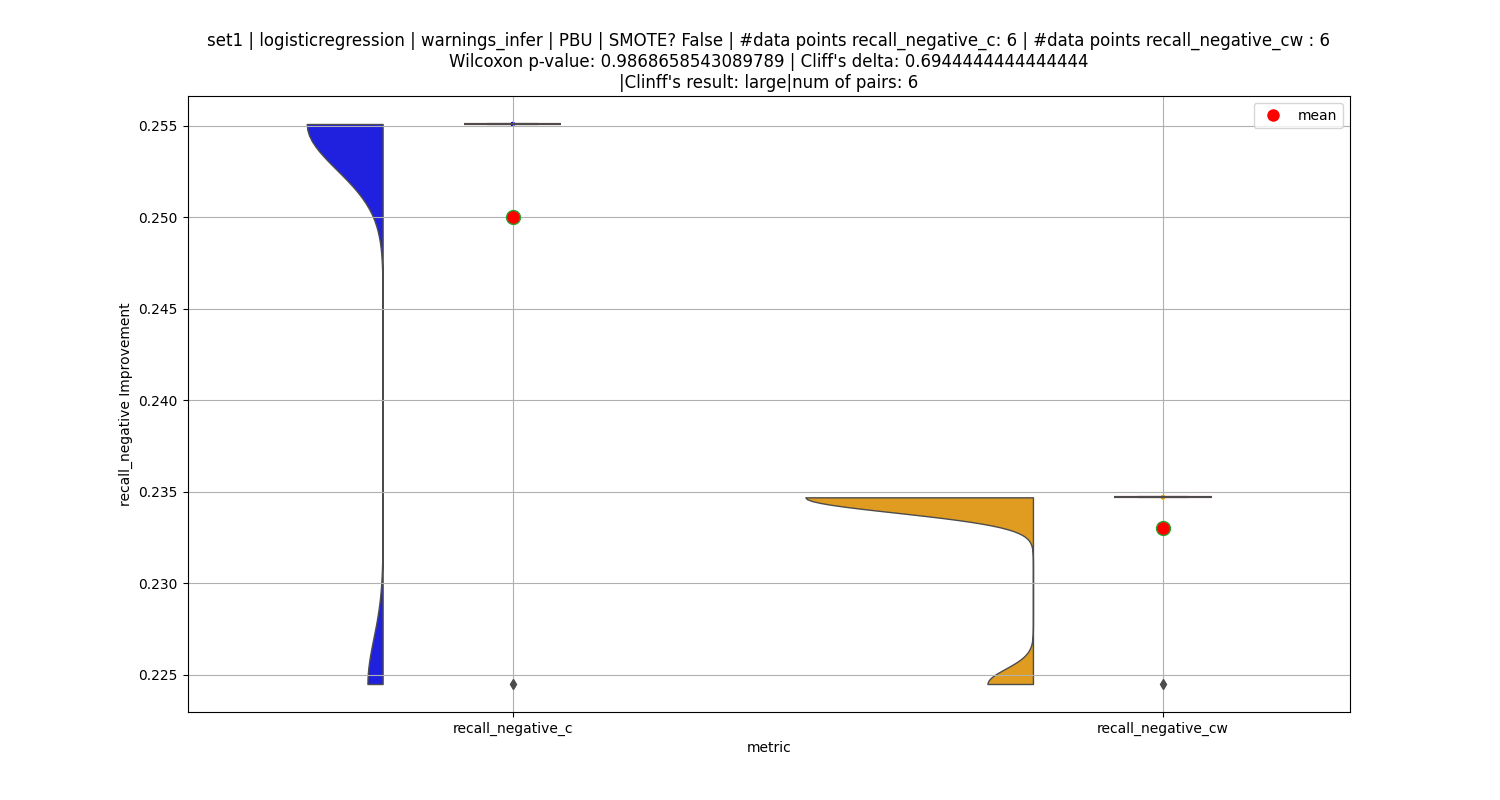 set1 | logisticregression | warnings_infer | PBU | SMOTE? False | #data points recall_negative_c: 6 | #data points recall_negative_cw : 6
Wilcoxon p-value: 0.9868658543089789 | Cliff's delta: 0.6944444444444444
|Clinff's result: large|num of pairs: 6
mean
0.255
0.250
0.245
0.240
0.235
0.230
0.225
recall_negative Improvement
recall_negative_c
recall_negative_cw
metric